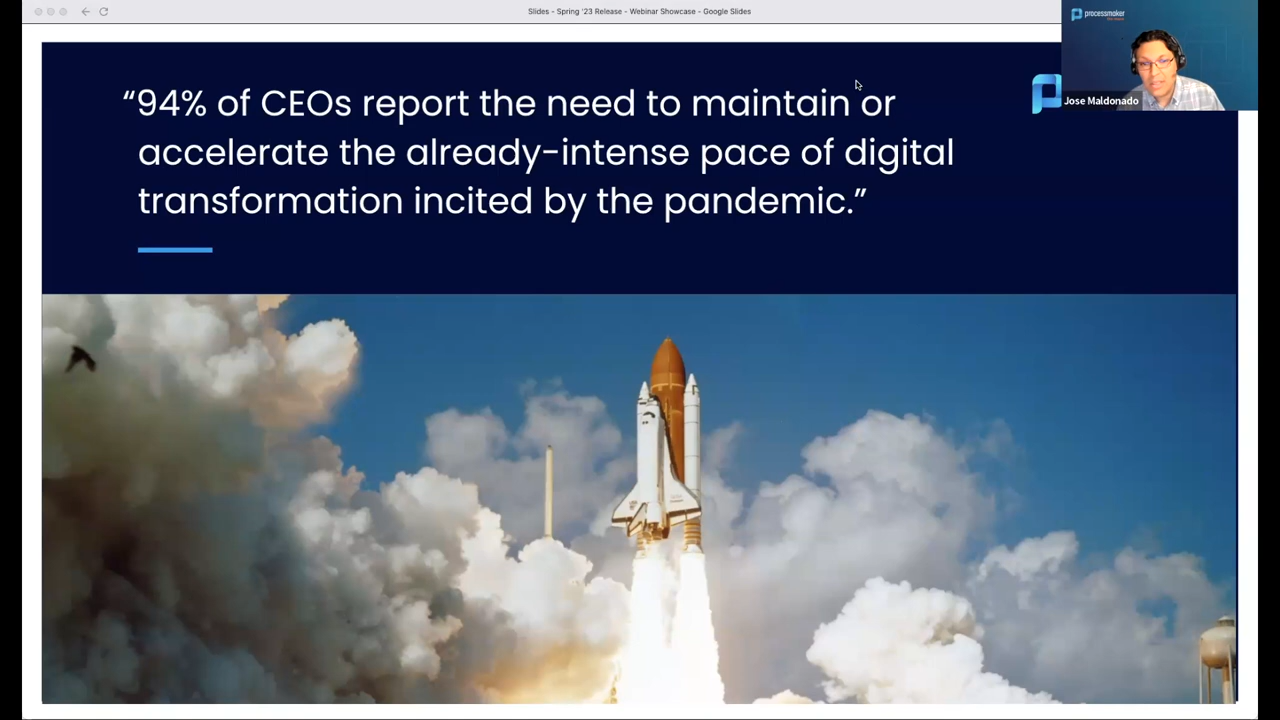 Slides - Spring '23 Release - Webinar Showcase - Google Slides
processmaker
Jose Maldonado
“94% of CEOs report the need to maintain or
accelerate the already-intense pace of digital
transformation incited by the pandemic.”